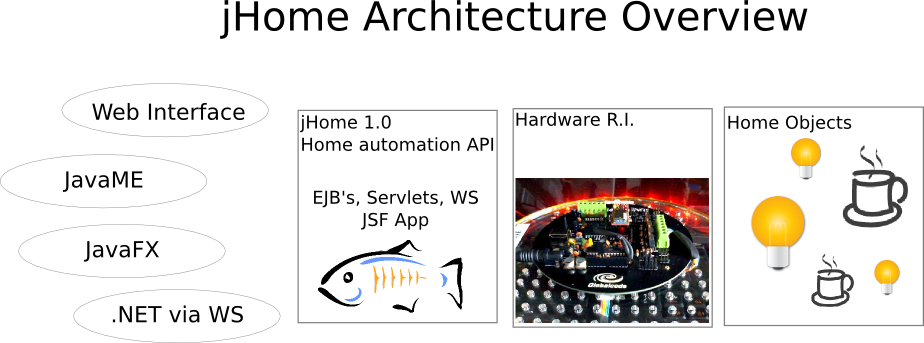 jHome Architecture Overview
Web Interface
JavaME
JavaFX
.NET via WS
jHome 1.0
Home automation API
EJB's, Servlets, WS
JSF App
Hardware R.I.
Globalcode
Home Objects